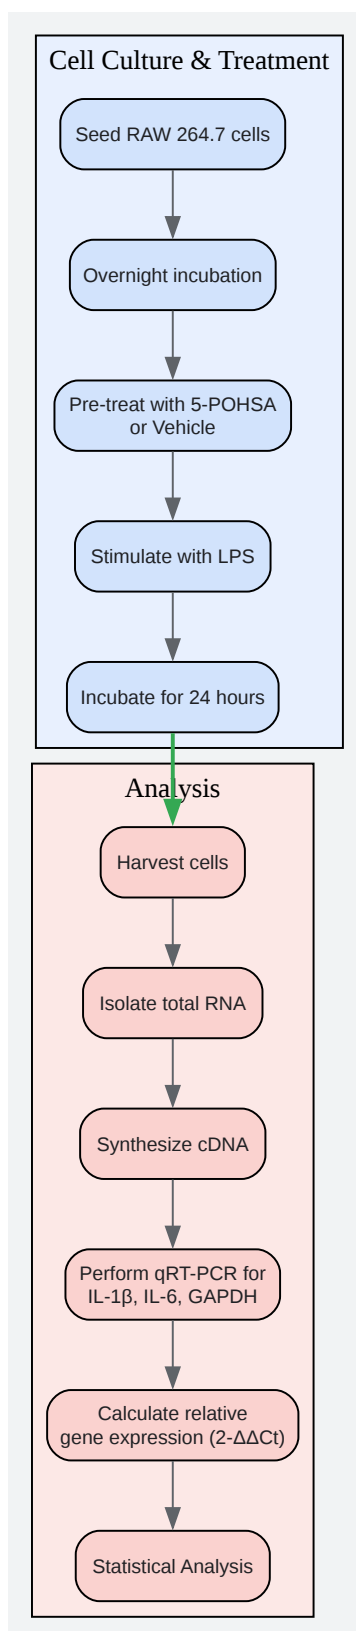 Cell Culture & Treatment
Seed RAW 264.7 cells
Overnight incubation
Pre-treat with 5-POHSA
or Vehicle
Stimulate with LPS
Incubate for 24 hours
Analysis
Harvest cells
Isolate total RNA
Synthesize cDNA
Perform qRT-PCR for
IL-1β, IL-6, GAPDH
Calculate relative
gene expression (2-ΔΔCt)
Statistical Analysis